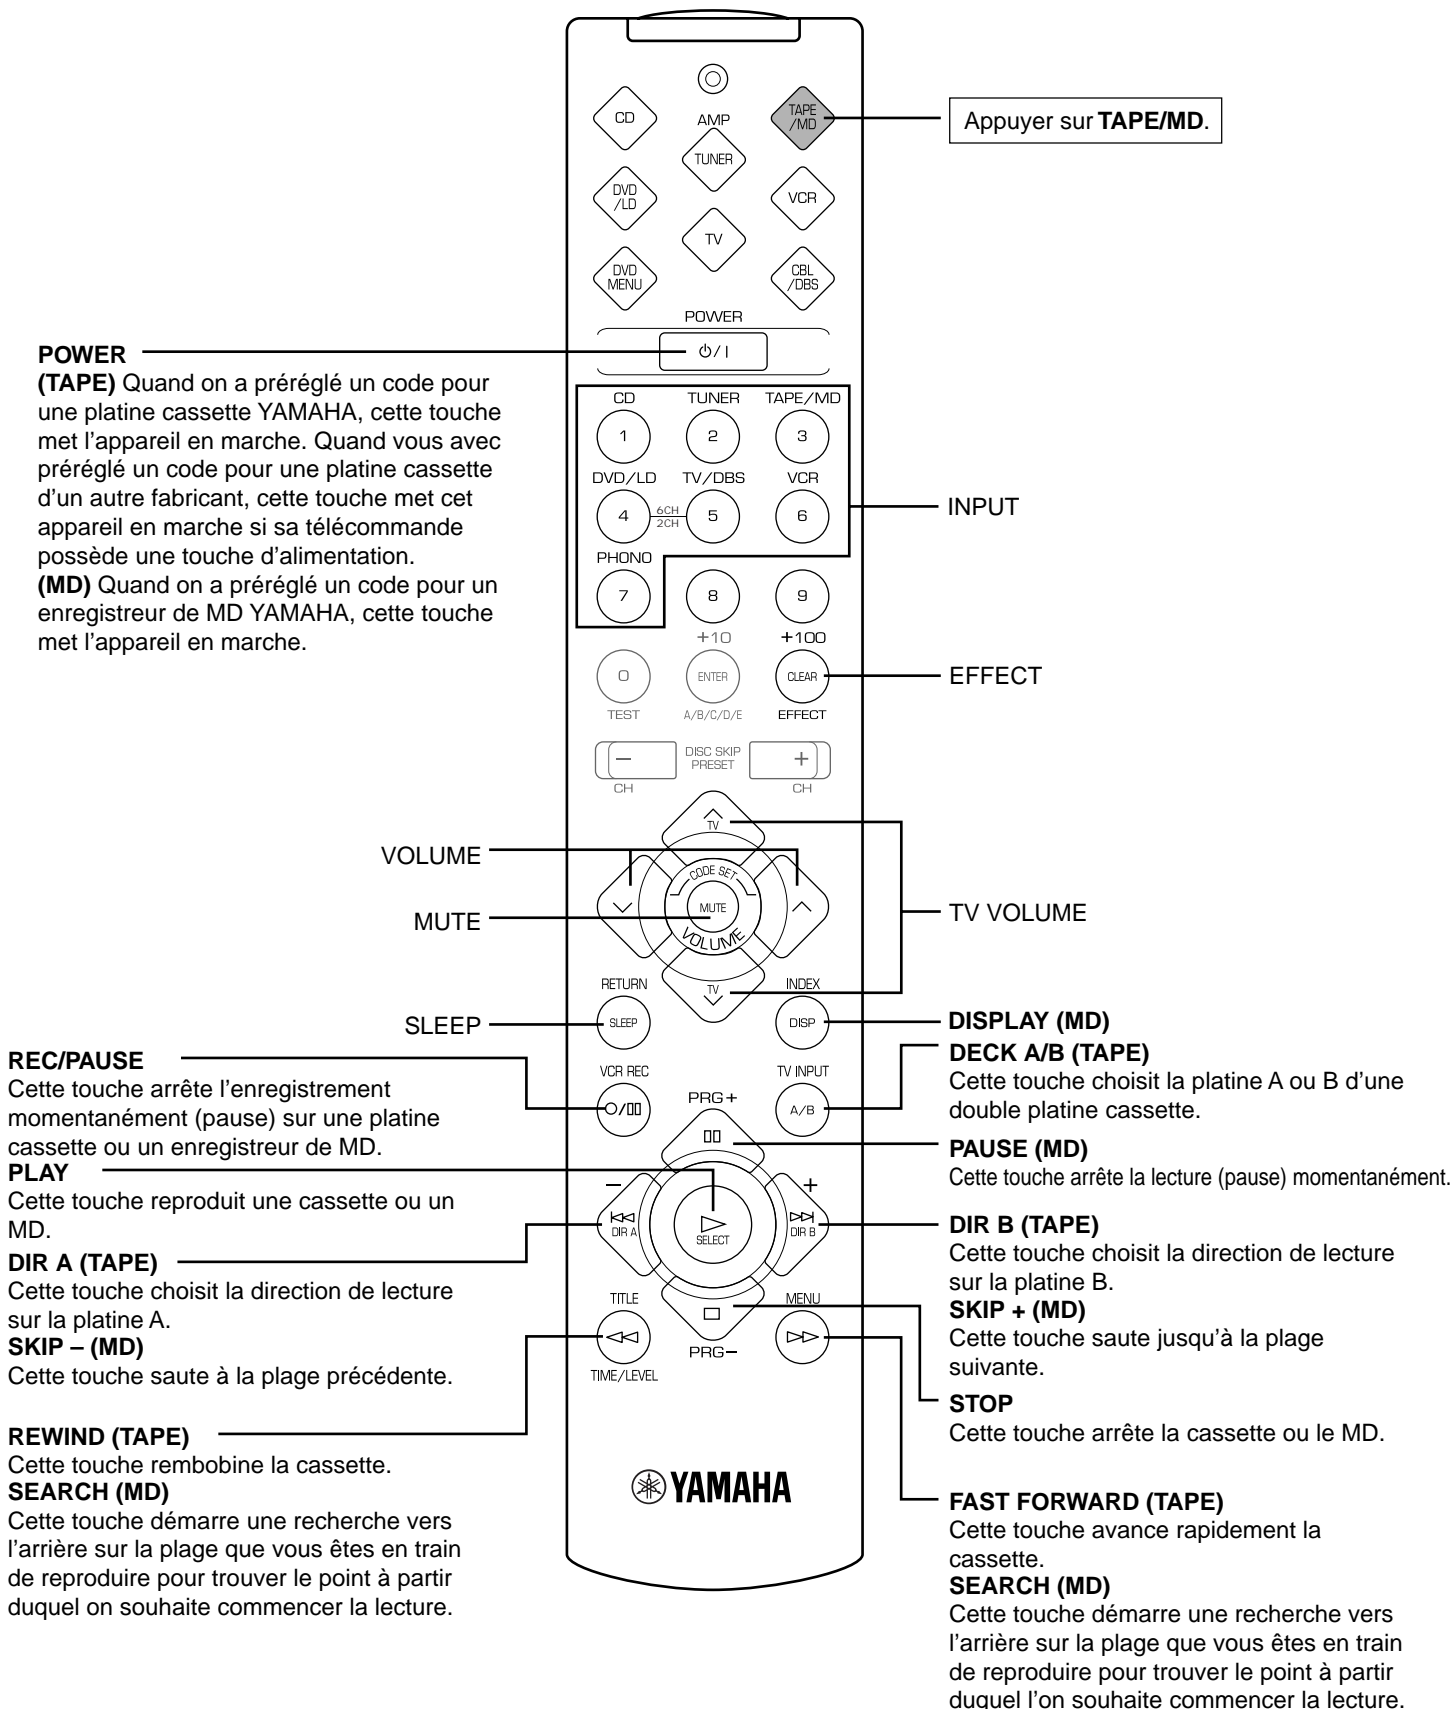 CD
AMP
TAPE
/MD
Appuyer sur TAPE/MD.
TUNER
DVD
/LD
VCR
TV
DVD
MENU
CBL
/DBS
POWER
⏻/I
POWER
(TAPE) Quand on a préréglé un code pour
une platine cassette YAMAHA, cette touche
met l'appareil en marche. Quand vous avec
préréglé un code pour une platine cassette
d'un autre fabricant, cette touche met cet
appareil en marche si sa télécommande
possède une touche d'alimentation.
(MD) Quand on a préréglé un code pour un
enregistreur de MD YAMAHA, cette touche
met l'appareil en marche.
CD TUNER TAPE/MD
1 2 3
DVD/LD TV/DBS VCR
4 6CH 2CH 5 6
INPUT
PHONO
7 8 9
+10 +100
0 ENTER CLEAR
EFFECT
TEST A/B/C/D/E EFFECT
– DISC SKIP +
PRESET
CH CH
TV
VOLUME
CODE SET
MUTE
MUTE
VOLUME
TV VOLUME
TV
RETURN INDEX
SLEEP
SLEEP DISP
DISPLAY (MD)
REC/PAUSE
Cette touche arrête l'enregistrement
momentanément (pause) sur une platine
cassette ou un enregistreur de MD.
VCR REC TV INPUT
A/B
DECK A/B (TAPE)
Cette touche choisit la platine A ou B d'une
double platine cassette.
PRG+
PAUSE (MD)
Cette touche arrête la lecture (pause) momentanément.
PLAY
Cette touche reproduit une cassette ou un
MD.
– +
DIR A SELECT DIR B
DIR A (TAPE)
Cette touche choisit la direction de lecture
sur la platine A.
SKIP – (MD)
Cette touche saute à la plage précédente.
DIR B (TAPE)
Cette touche choisit la direction de lecture
sur la platine B.
SKIP + (MD)
Cette touche saute jusqu'à la plage
suivante.
TITLE MENU
PRG–
TIME/LEVEL
STOP
Cette touche arrête la cassette ou le MD.
REWIND (TAPE)
Cette touche rembobine la cassette.
SEARCH (MD)
Cette touche démarre une recherche vers
l'arrière sur la plage que vous êtes en train
de reproduire pour trouver le point à partir
duquel on souhaite commencer la lecture.
YAMAHA
FAST FORWARD (TAPE)
Cette touche avance rapidement la
cassette.
SEARCH (MD)
Cette touche démarre une recherche vers
l'arrière sur la plage que vous êtes en train
de reproduire pour trouver le point à partir
duquel l'on souhaite commencer la lecture.